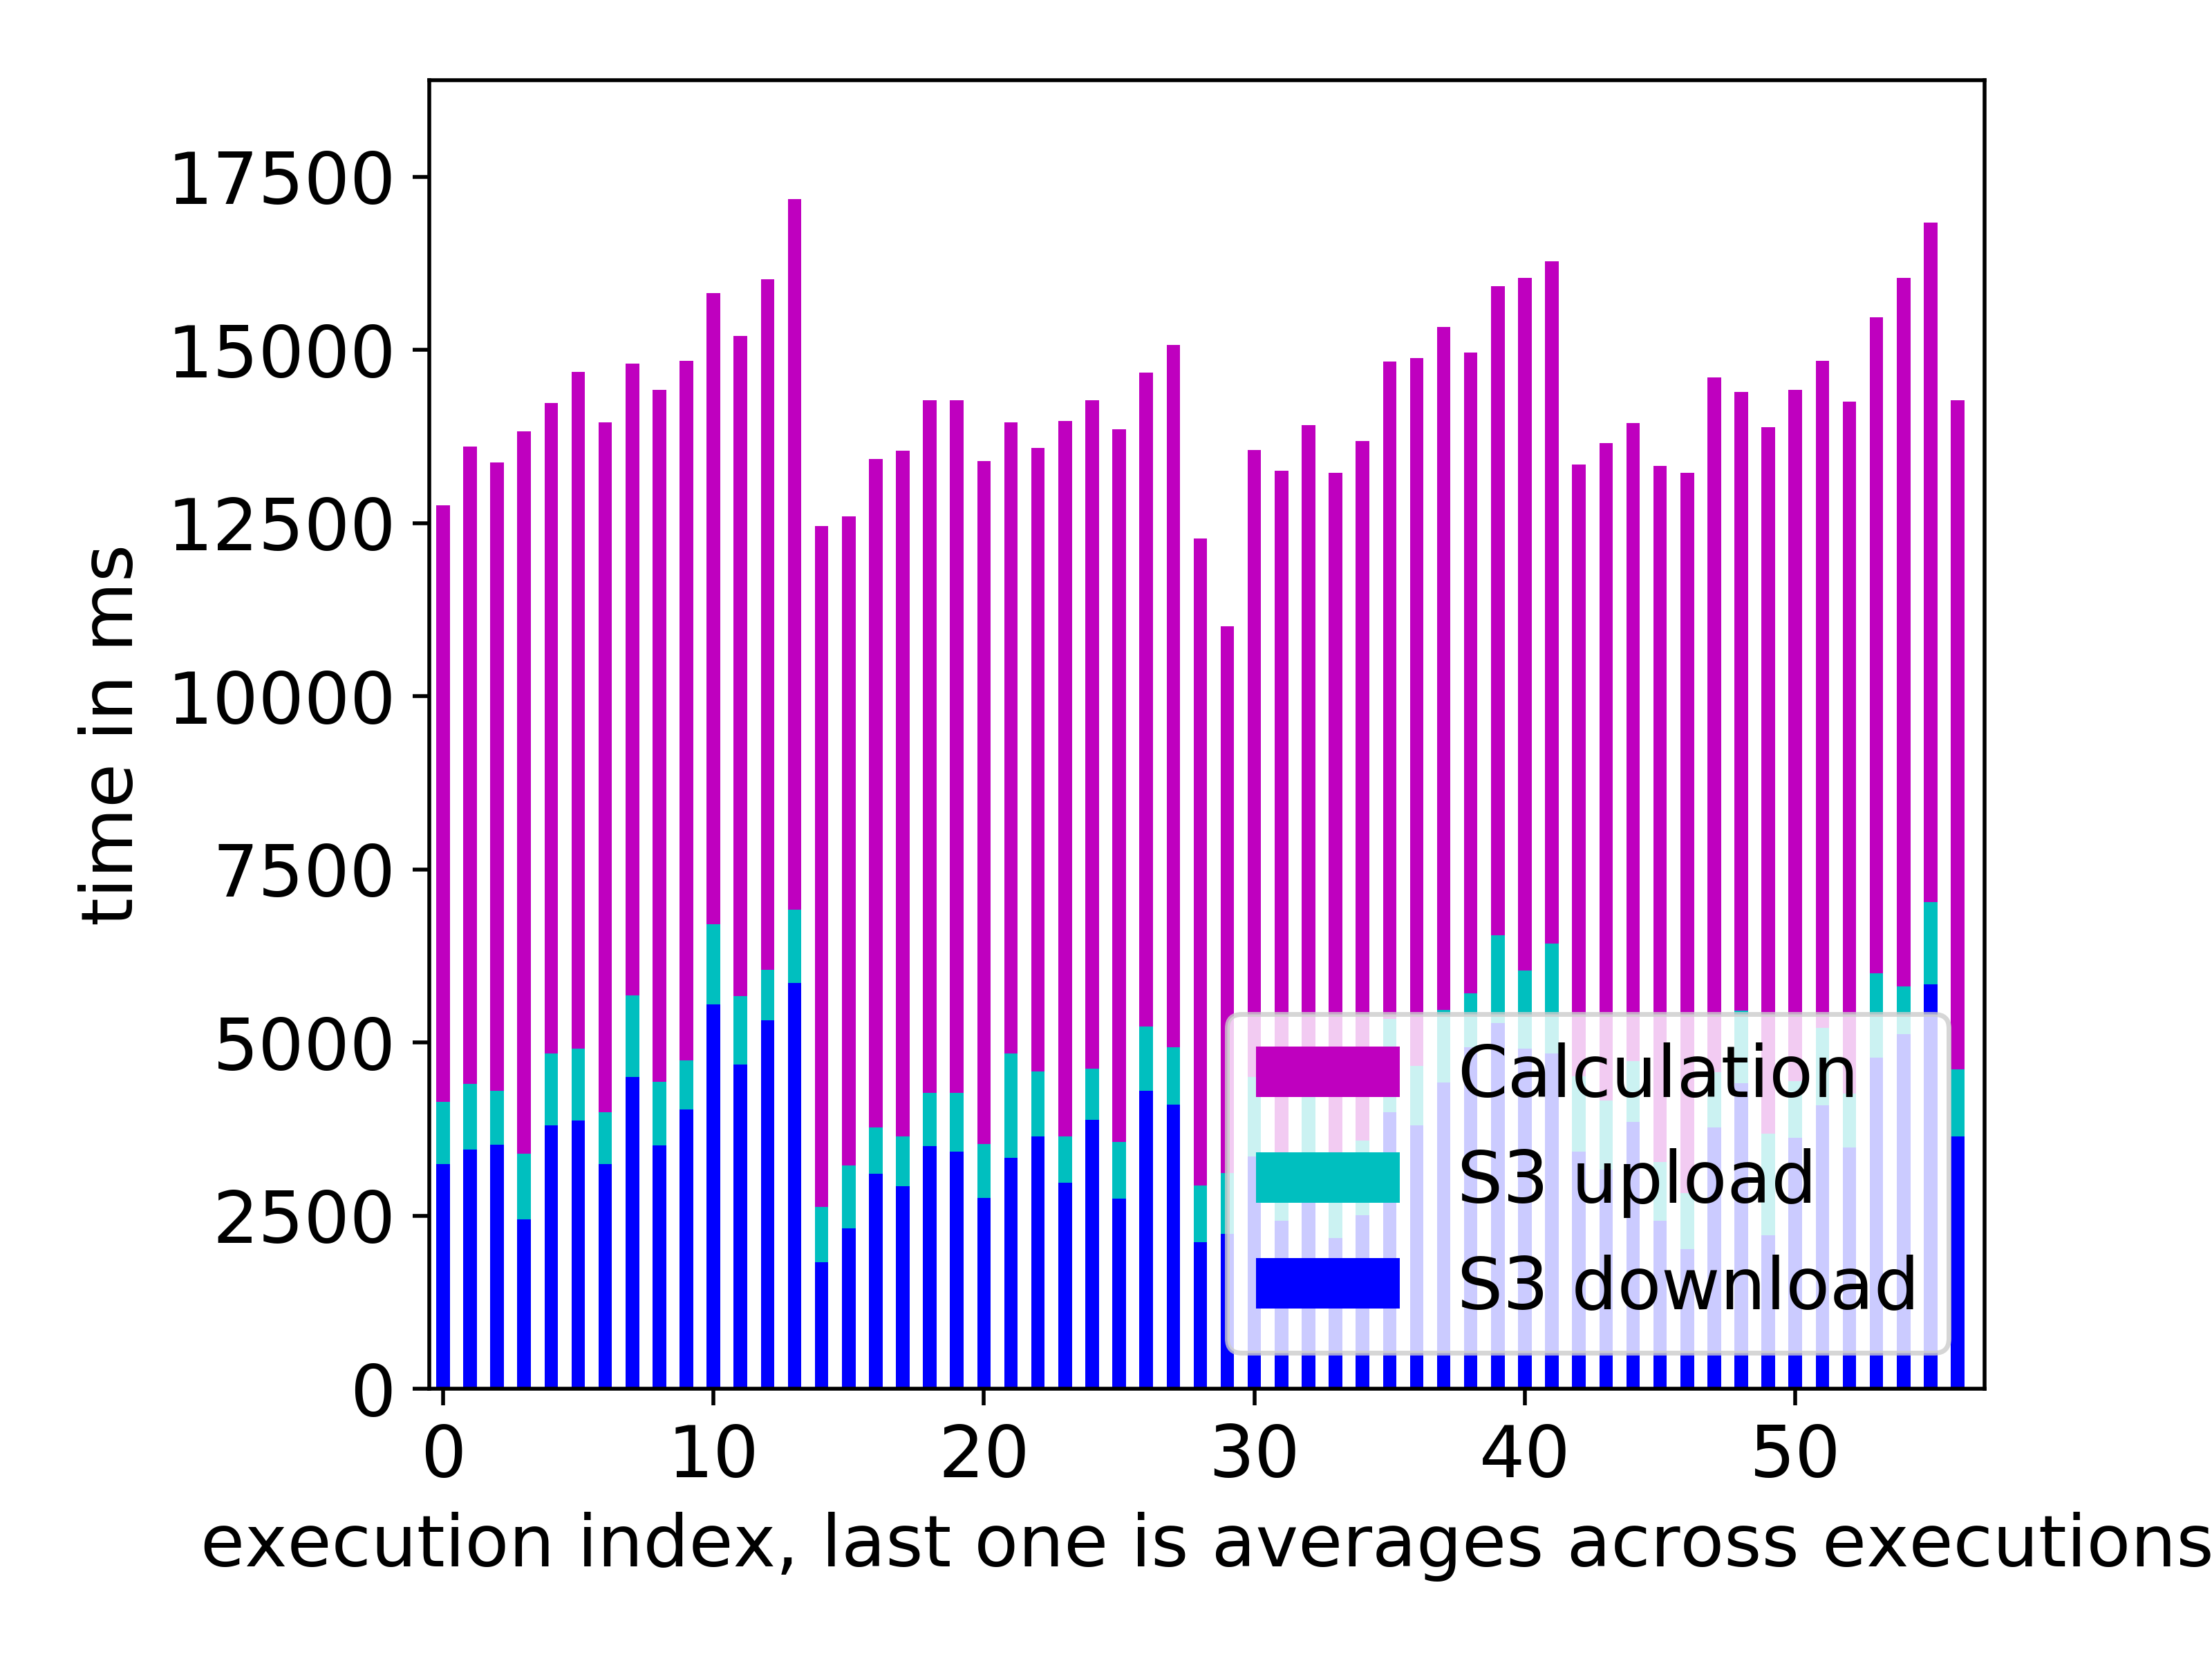 17500
15000
12500
10000
7500
5000
2500
0
time in ms
Calculation
S3 upload
S3 download
0 10 20 30 40 50
execution index, last one is averages across executions